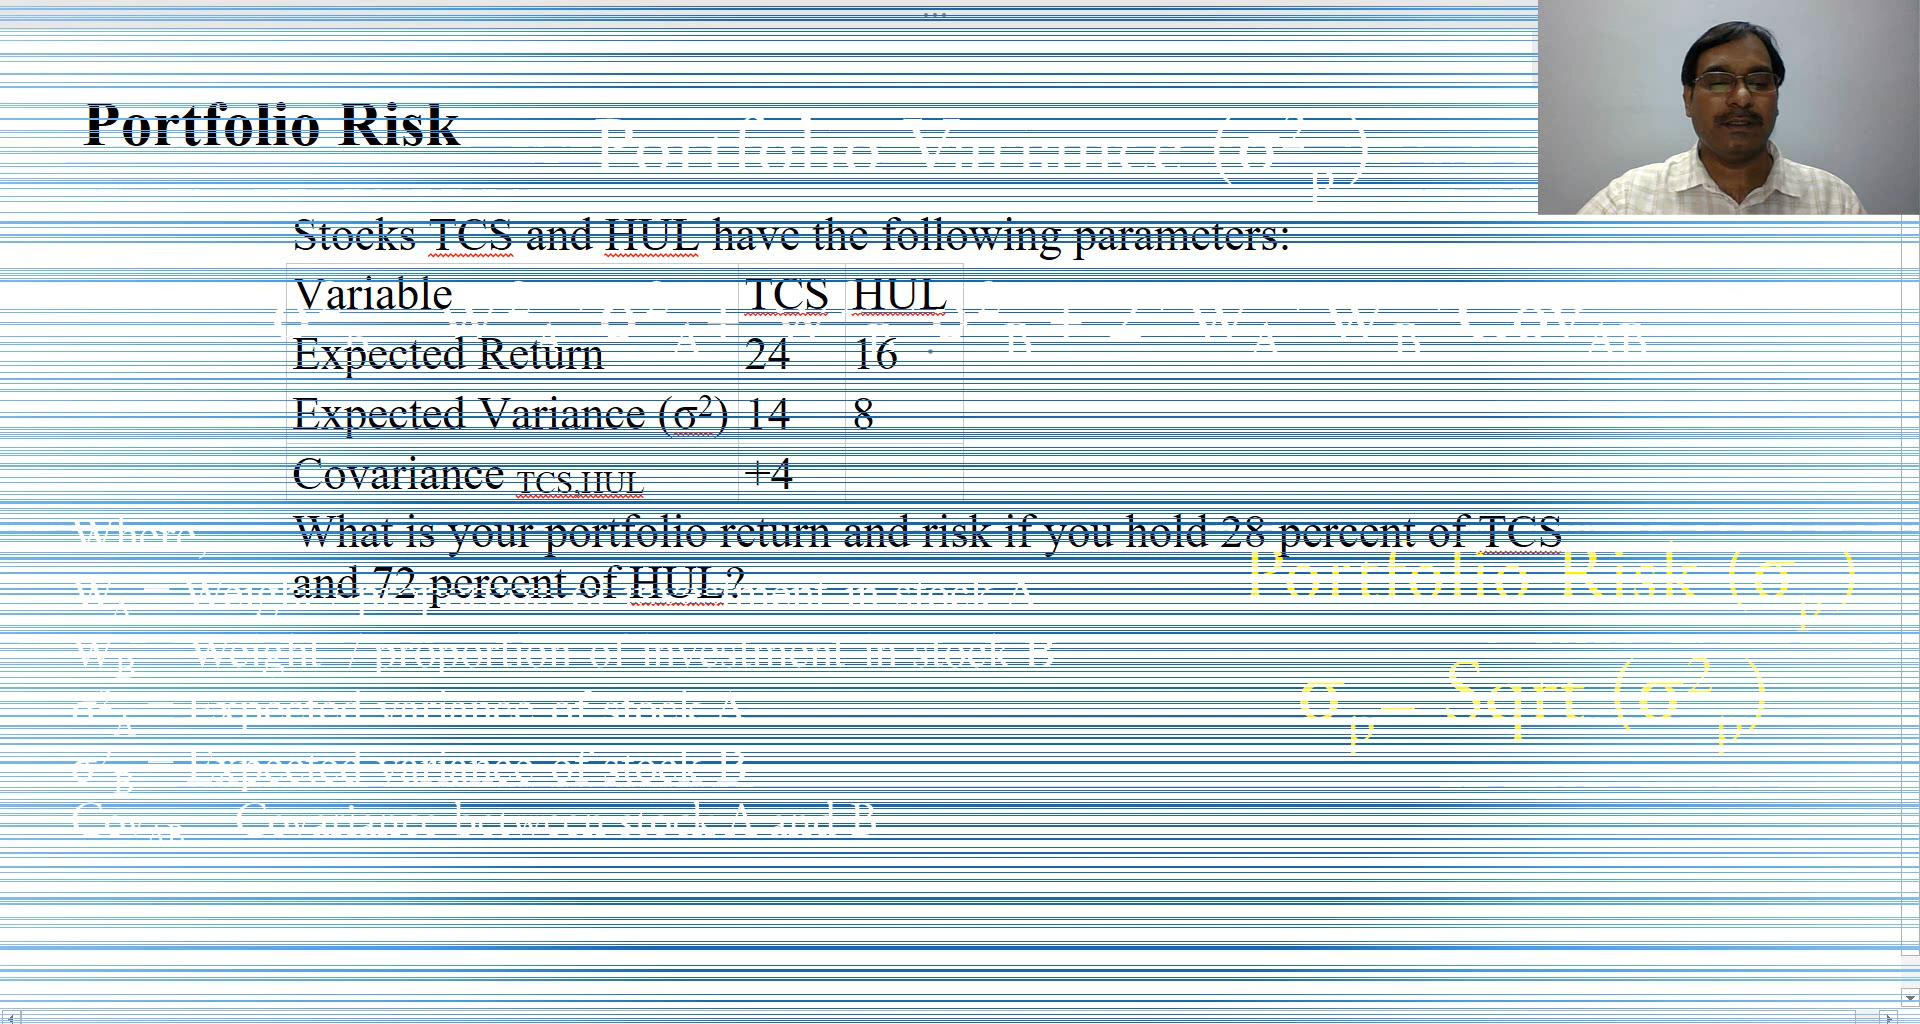 Portfolio Risk
Portfolio Variance (σ²p)
Stocks TCS and HUL have the following parameters:
Variable TCS HUL
Expected Return 24 16
Expected Variance (σ²) 14 8
Covariance TCS,HUL +4
What is your portfolio return and risk if you hold 28 percent of TCS
and 72 percent of HUL?
Where,
Portfolio Risk (σp)
WB = Weight / proportion of investment in stock B
σp = Sqrt (σ²p)
σ²A = Expected variance of stock A
σ²B = Expected variance of stock B
CovAB = Covariance between stock A and B